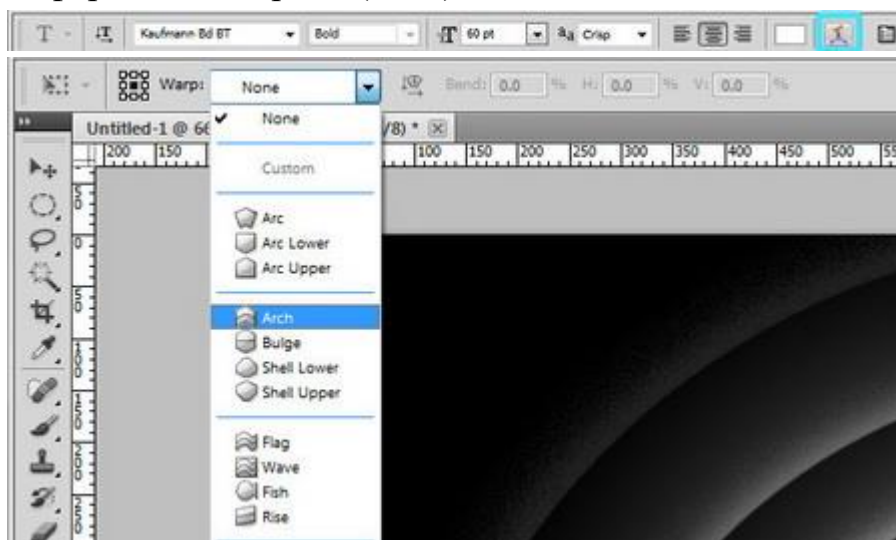 Kaufmann Bd BT Bold 60 pt aa Crisp
Warp: None Bend: 0.0 % H: 0.0 % V: 0.0 %
Untitled-1 @ 66 /8) *
200 150 100 150 200 250 300 350 400 450 500 55
None
Custom
Arc
Arc Lower
Arc Upper
Arch
Bulge
Shell Lower
Shell Upper
Flag
Wave
Fish
Rise